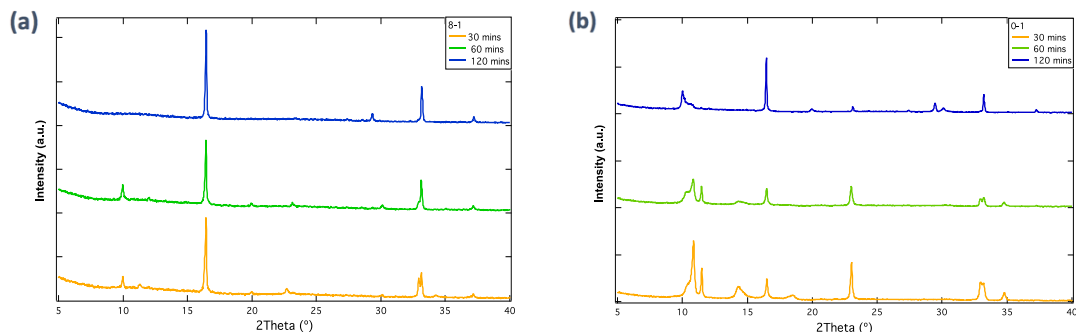 (a)
8-1
30 mins
60 mins
120 mins
Intensity (a.u.)
5 10 15 20 25 30 35 40
2Theta (°)
(b)
0-1
30 mins
60 mins
120 mins
Intensity (a.u.)
5 10 15 20 25 30 35 40
2Theta (°)